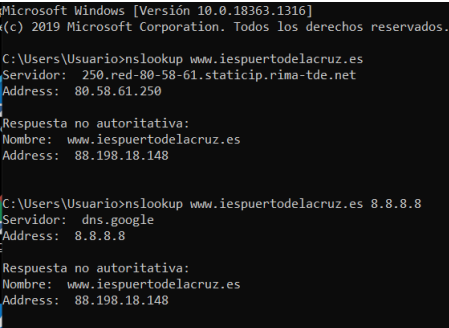 Microsoft Windows [Versión 10.0.18363.1316]
(c) 2019 Microsoft Corporation. Todos los derechos reservados.
C:\Users\Usuario>nslookup www.iespuertodelacruz.es
Servidor:  250.red-80-58-61.staticip.rima-tde.net
Address:  80.58.61.250
Respuesta no autoritativa:
Nombre:  www.iespuertodelacruz.es
Address:  88.198.18.148
C:\Users\Usuario>nslookup www.iespuertodelacruz.es 8.8.8.8
Servidor:  dns.google
Address:  8.8.8.8
Respuesta no autoritativa:
Nombre:  www.iespuertodelacruz.es
Address:  88.198.18.148